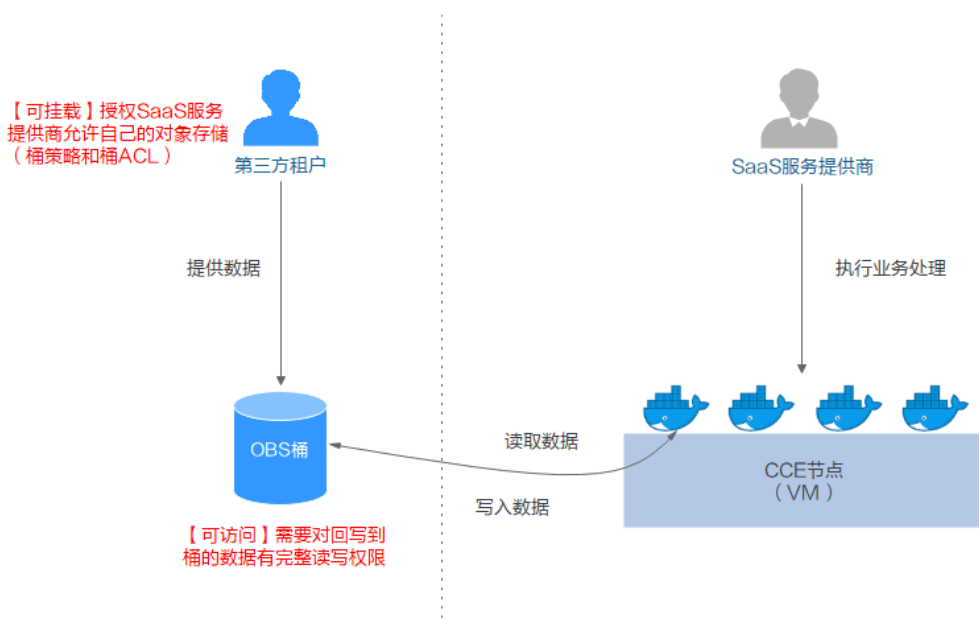 【可挂载】授权SaaS服务
提供商允许自己的对象存储
（桶策略和桶ACL）
第三方租户
SaaS服务提供商
提供数据
执行业务处理
OBS桶
读取数据
写入数据
CCE节点
（VM）
【可访问】需要对回写到
桶的数据有完整读写权限